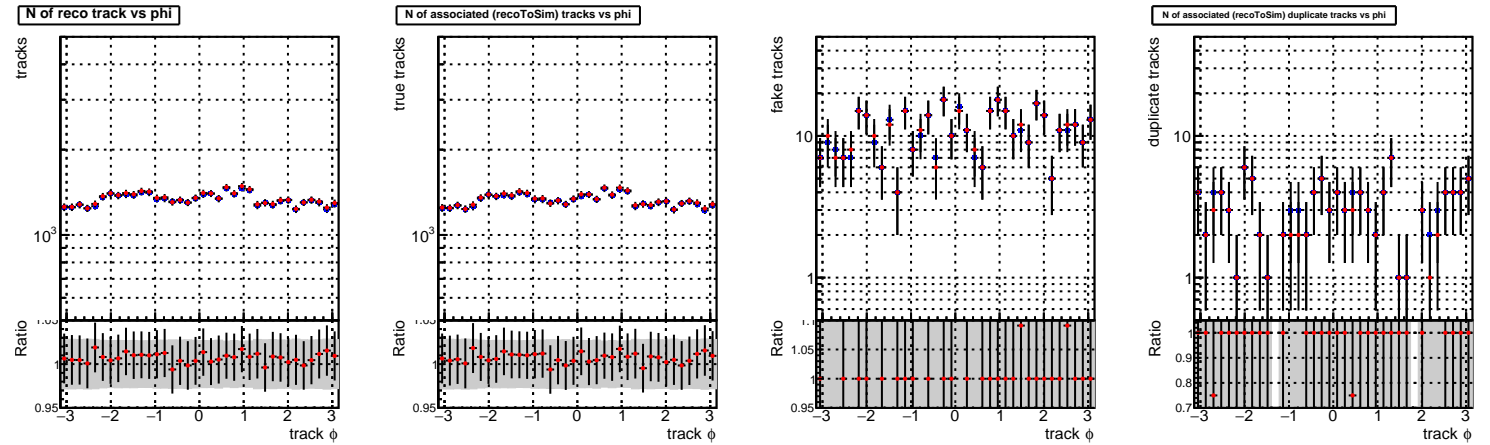 N of reco track vs phi
tracks
10³
Ratio
1.05
1
0.95
−3 −2 −1 0 1 2 3
track ϕ
N of associated (recoToSim) tracks vs phi
true tracks
10³
Ratio
1.05
1
0.95
−3 −2 −1 0 1 2 3
track ϕ
fake tracks
10
1
Ratio
1.1
1.05
1
0.95
−3 −2 −1 0 1 2 3
track ϕ
N of associated (recoToSim) duplicate tracks vs phi
duplicate tracks
10
1
Ratio
1
0.9
0.8
0.7
−3 −2 −1 0 1 2 3
track ϕ